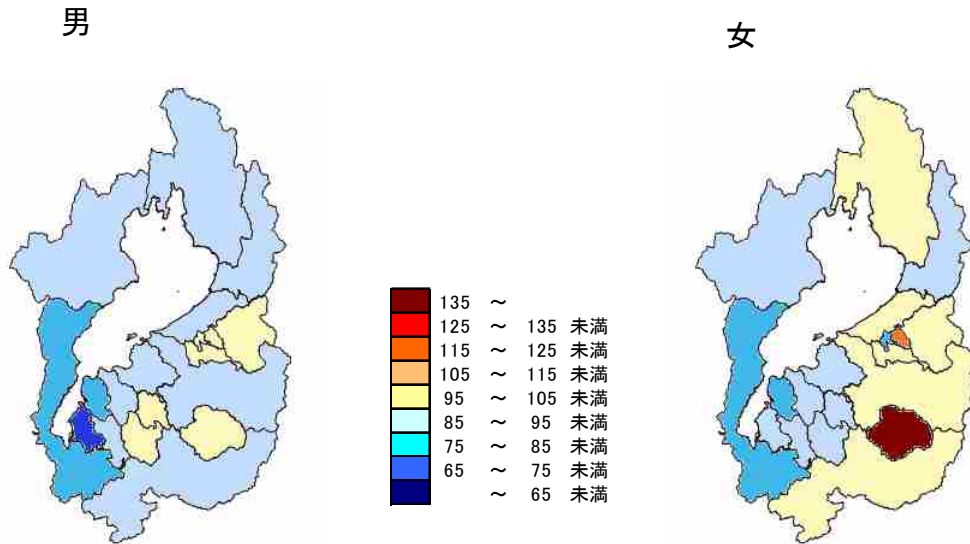 男
女
135 ～
125 ～ 135 未満
115 ～ 125 未満
105 ～ 115 未満
95 ～ 105 未満
85 ～ 95 未満
75 ～ 85 未満
65 ～ 75 未満
～ 65 未満